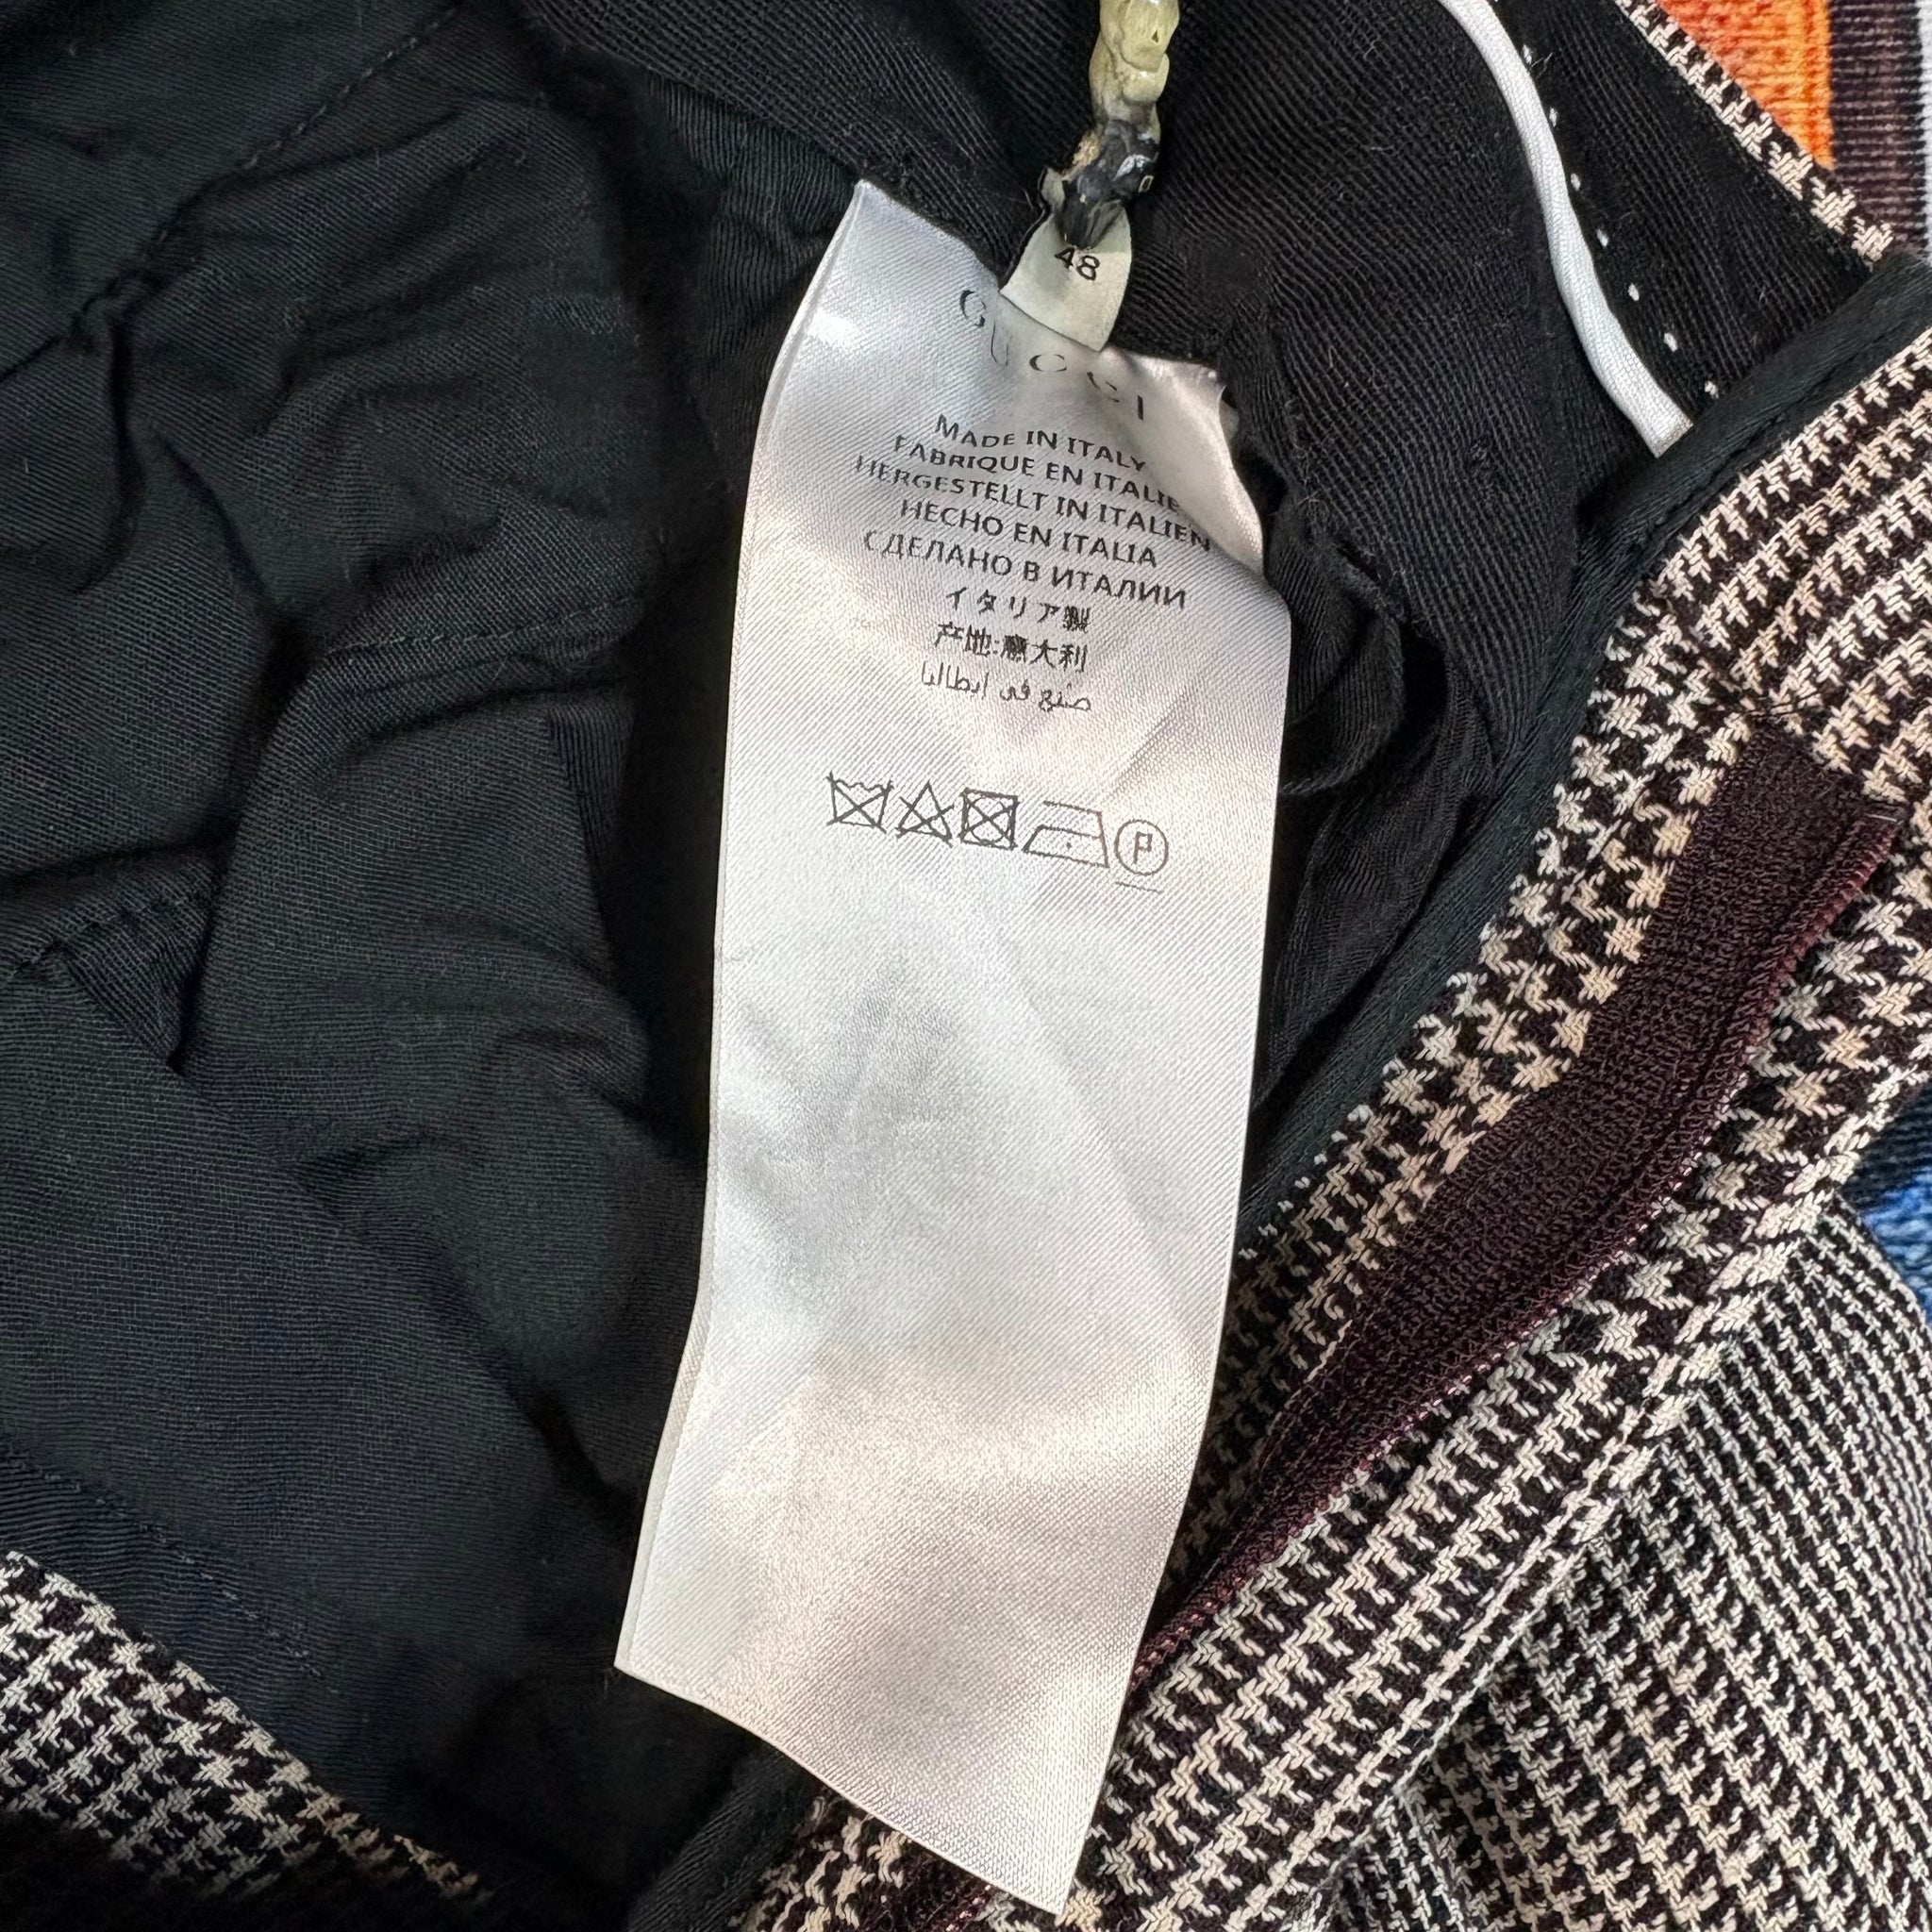 48
GUCCI
MADE IN ITALY
FABRIQUE EN ITALIE
HERGESTELLT IN ITALIEN
HECHO EN ITALIA
СДЕЛАНО В ИТАЛИИ
イタリア製
产地:意大利
صنع في إيطاليا
P